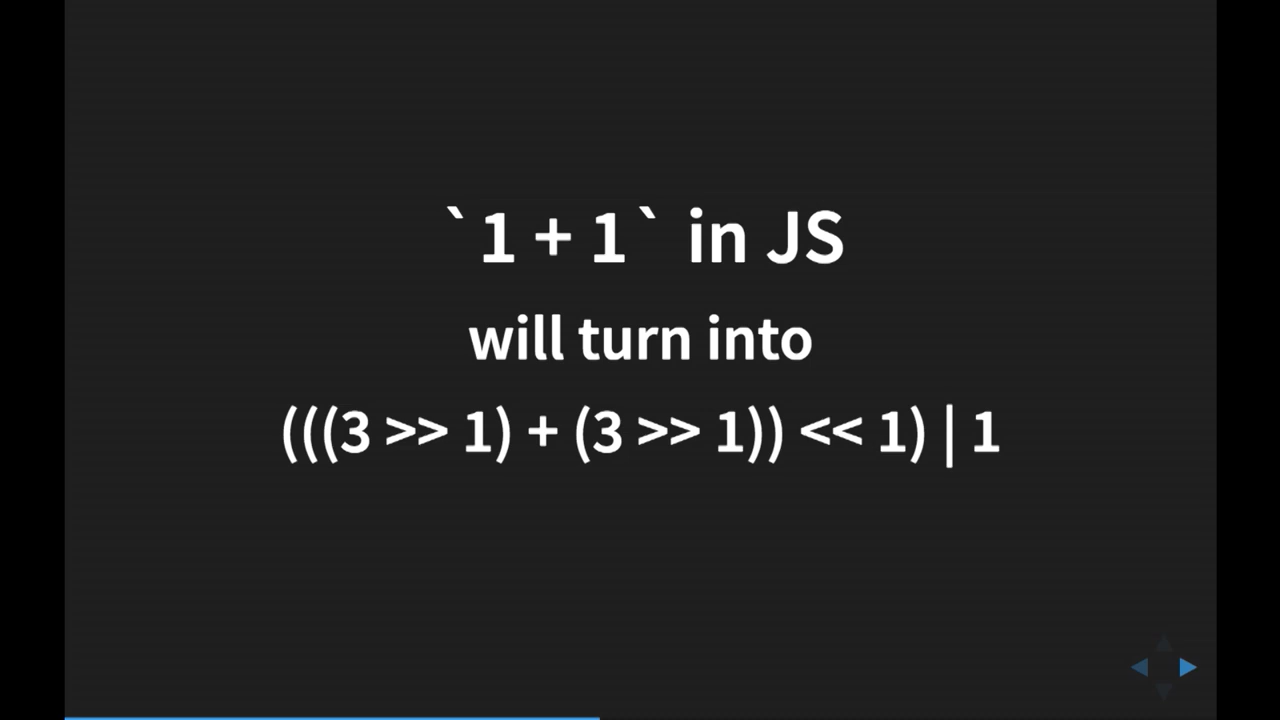 `1 + 1` in JS
will turn into
(((3 >> 1) + (3 >> 1)) << 1) | 1